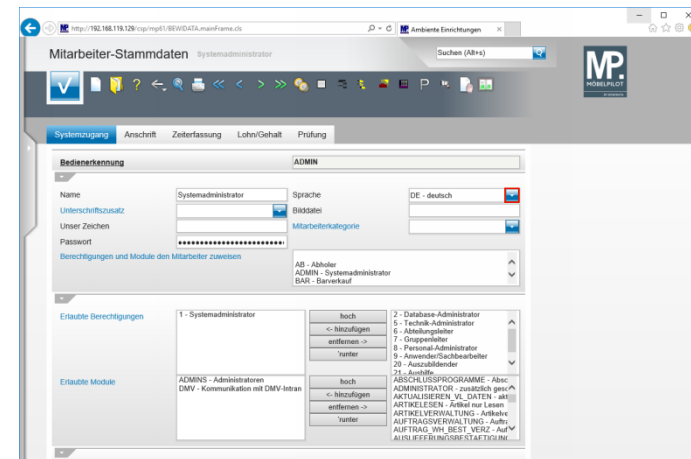 http://192.168.119.129/csp/mp61/BEWIDATA.mainFrame.cls
Ambiente Einrichtungen
Mitarbeiter-Stammdaten Systemadministrator
Suchen (Alt+s)
MP.
MÖBELPILOT
Systemzugang Anschrift Zeiterfassung Lohn/Gehalt Prüfung
Bedienerkennung ADMIN
Name Systemadministrator Sprache DE - deutsch
Unterschriftszusatz Bilddatei
Unser Zeichen Mitarbeiterkategorie
Passwort
Berechtigungen und Module den Mitarbeiter zuweisen
AB - Abholer
ADMIN - Systemadministrator
BAR - Barverkauf
Erlaubte Berechtigungen
1 - Systemadministrator
hoch
<- hinzufügen
entfernen ->
'runter
2 - Database-Administrator
5 - Technik-Administrator
6 - Abteilungsleiter
7 - Gruppenleiter
8 - Personal-Administrator
9 - Anwender/Sachbearbeiter
20 - Auszubildender
21 - Aushilfe
Erlaubte Module
ADMINS - Administratoren
DMV - Kommunikation mit DMV-Intran
hoch
<- hinzufügen
entfernen ->
'runter
ABSCHLUSSPROGRAMME - Absc
ADMINISTRATOR - zusätzlich gesc
AKTUALISIEREN_VL_DATEN - akt
ARTIKELESEN - Artikel nur Lesen
ARTIKELVERWALTUNG - Artikelve
AUFTRAGSVERWALTUNG - Auftra
AUFTRAG_WH_BEST_VERZ - Auf
AUSLIEFERUNGSBESTAETIGUNG